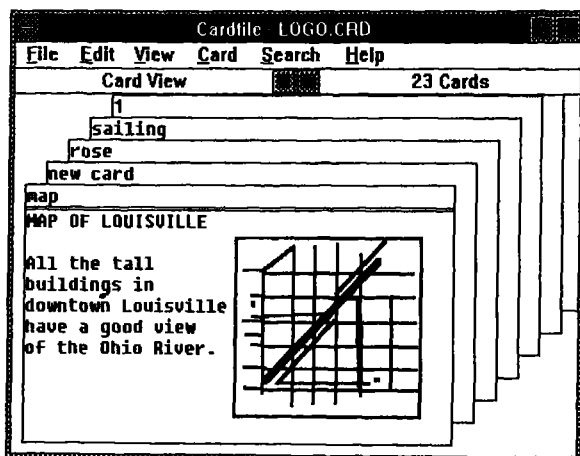 Cardfile - LOGO.CRD
File Edit View Card Search Help
Card View 23 Cards
1
sailing
rose
new card
map
MAP OF LOUISVILLE
All the tall
buildings in
downtown Louisville
have a good view
of the Ohio River.